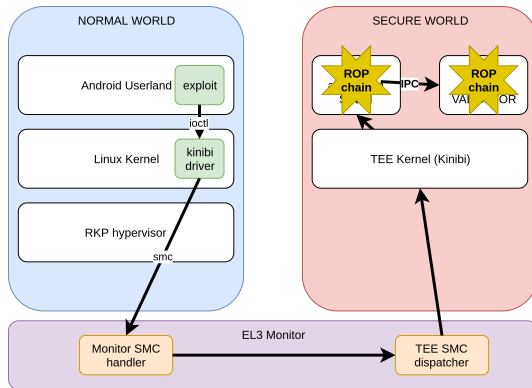 NORMAL WORLD
Android Userland
exploit
ioctl
Linux Kernel
kinibi
driver
RKP hypervisor
smc
SECURE WORLD
ROP
chain
IPC
ROP
chain
TEE Kernel (Kinibi)
EL3 Monitor
Monitor SMC
handler
TEE SMC
dispatcher